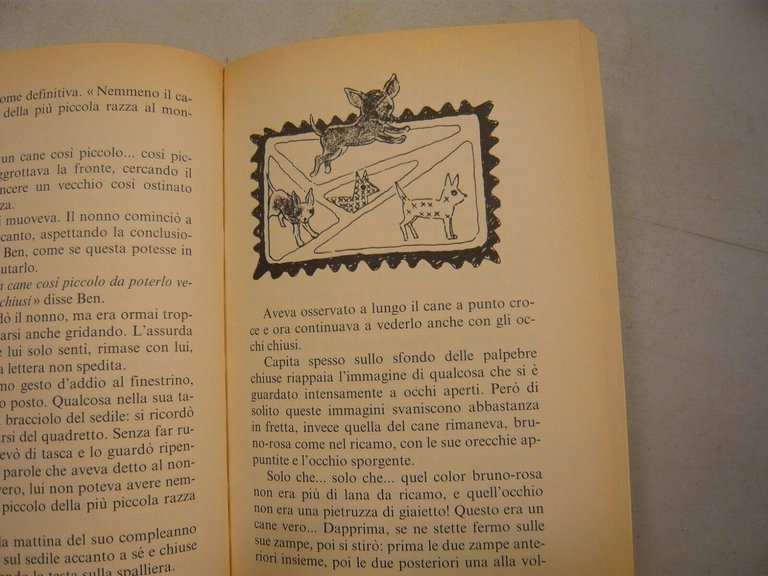 ome definitiva. « Nemmeno il ca-
della più piccola razza al mon-
un cane così piccolo... così pic-
ggrottava la fronte, cercando il
ncere un vecchio così ostinato
za.
i muoveva. Il nonno cominciò a
canto, aspettando la conclusio-
Ben, come se questa potesse in
utarlo.
n cane così piccolo da poterlo ve-
chiusi » disse Ben.
dò il nonno, ma era ormai trop-
arsi anche gridando. L'assurda
e lui solo sentì, rimase con lui,
a lettera non spedita.
mo gesto d'addio al finestrino,
o posto. Qualcosa nella sua ta-
bracciolo del sedile: si ricordò
arsi del quadretto. Senza far ru-
evò di tasca e lo guardò ripen-
parole che aveva detto al non-
vero, lui non poteva avere nem-
piccolo della più piccola razza
la mattina del suo compleanno
sul sedile accanto a sé e chiuse
do la testa sulla spalliera.
Aveva osservato a lungo il cane a punto cro-
ce e ora continuava a vederlo anche con gli oc-
chi chiusi.
Capita spesso sullo sfondo delle palpebre
chiuse riappaia l'immagine di qualcosa che si è
guardato intensamente a occhi aperti. Però di
solito queste immagini svaniscono abbastanza
in fretta, invece quella del cane rimaneva, bru-
no-rosa come nel ricamo, con le sue orecchie ap-
puntite e l'occhio sporgente.
Solo che... solo che... quel color bruno-rosa
non era più di lana da ricamo, e quell'occhio
non era una pietruzza di giaietto! Questo era un
cane vero... Dapprima, se ne stette fermo sulle
sue zampe, poi si stirò: prima le due zampe ante-
riori insieme, poi le due posteriori una alla vol-